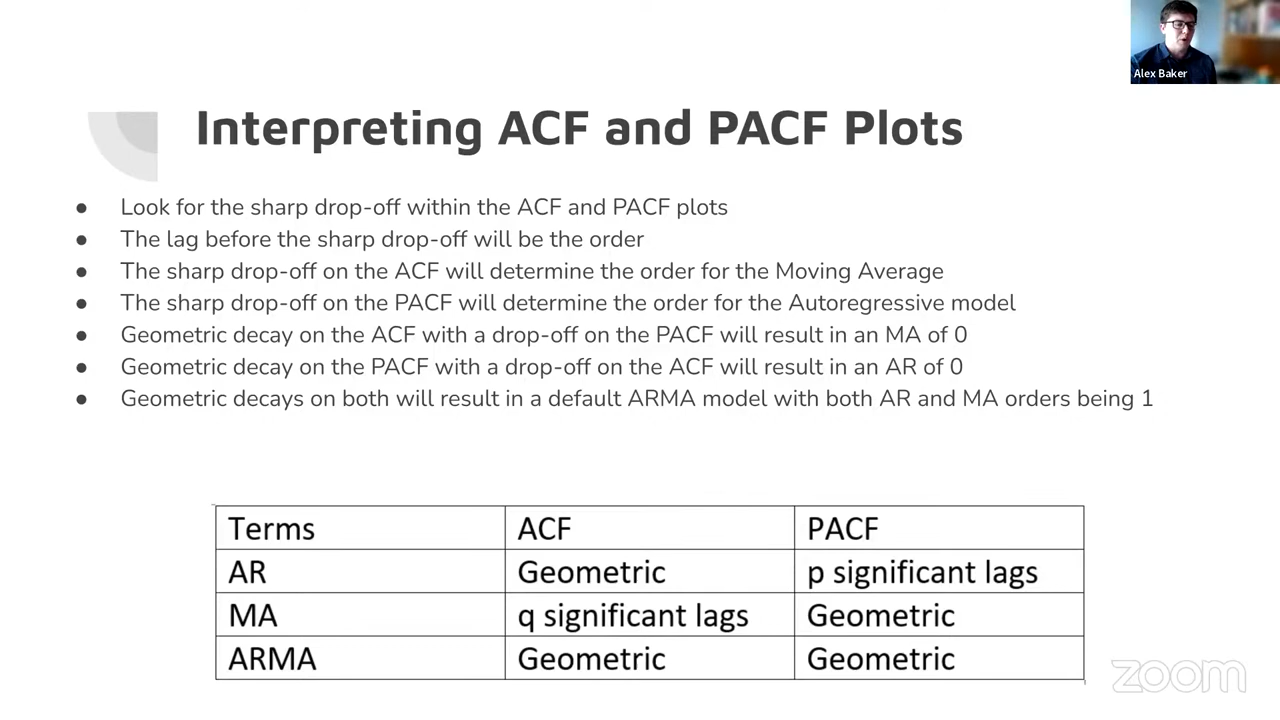 Alex Baker
Interpreting ACF and PACF Plots
● Look for the sharp drop-off within the ACF and PACF plots
● The lag before the sharp drop-off will be the order
● The sharp drop-off on the ACF will determine the order for the Moving Average
● The sharp drop-off on the PACF will determine the order for the Autoregressive model
● Geometric decay on the ACF with a drop-off on the PACF will result in an MA of 0
● Geometric decay on the PACF with a drop-off on the ACF will result in an AR of 0
● Geometric decays on both will result in a default ARMA model with both AR and MA orders being 1
Terms ACF PACF
AR Geometric p significant lags
MA q significant lags Geometric
ARMA Geometric Geometric
zoom